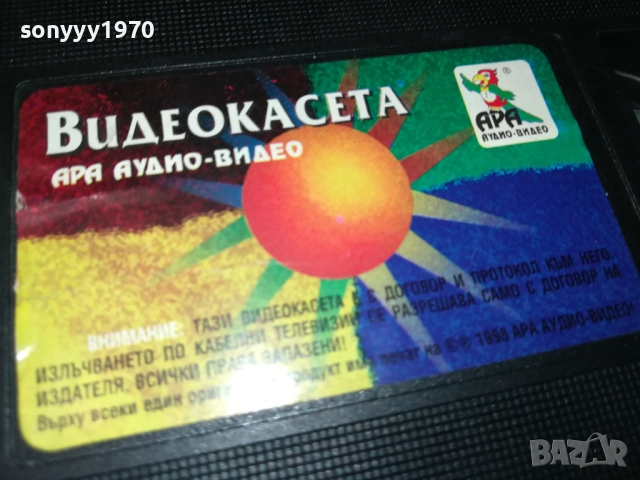 sonyyy1970
ВИДЕОКАСЕТА
АРА АУДИО-ВИДЕО
®
АРА
АУДИО-ВИДЕО
ВНИМАНИЕ: ТАЗИ ВИДЕОКАСЕТА Е С ДОГОВОР И ПРОТОКОЛ КЪМ НЕГО.
ИЗЛЪЧВАНЕТО ПО КАБЕЛНИ ТЕЛЕВИЗИИ СЕ РАЗРЕШАВА САМО С ДОГОВОР НА
ИЗДАТЕЛЯ. ВСИЧКИ ПРАВА ЗАПАЗЕНИ!
Върху всеки един продукт има печат на 1998 АРА АУДИО-ВИДЕО
BAZAR